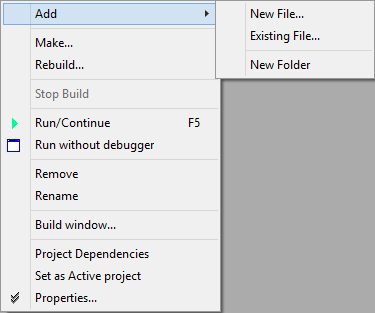 Add
New File...
Existing File...
New Folder
Make...
Rebuild...
Stop Build
Run/Continue F5
Run without debugger
Remove
Rename
Build window...
Project Dependencies
Set as Active project
Properties...